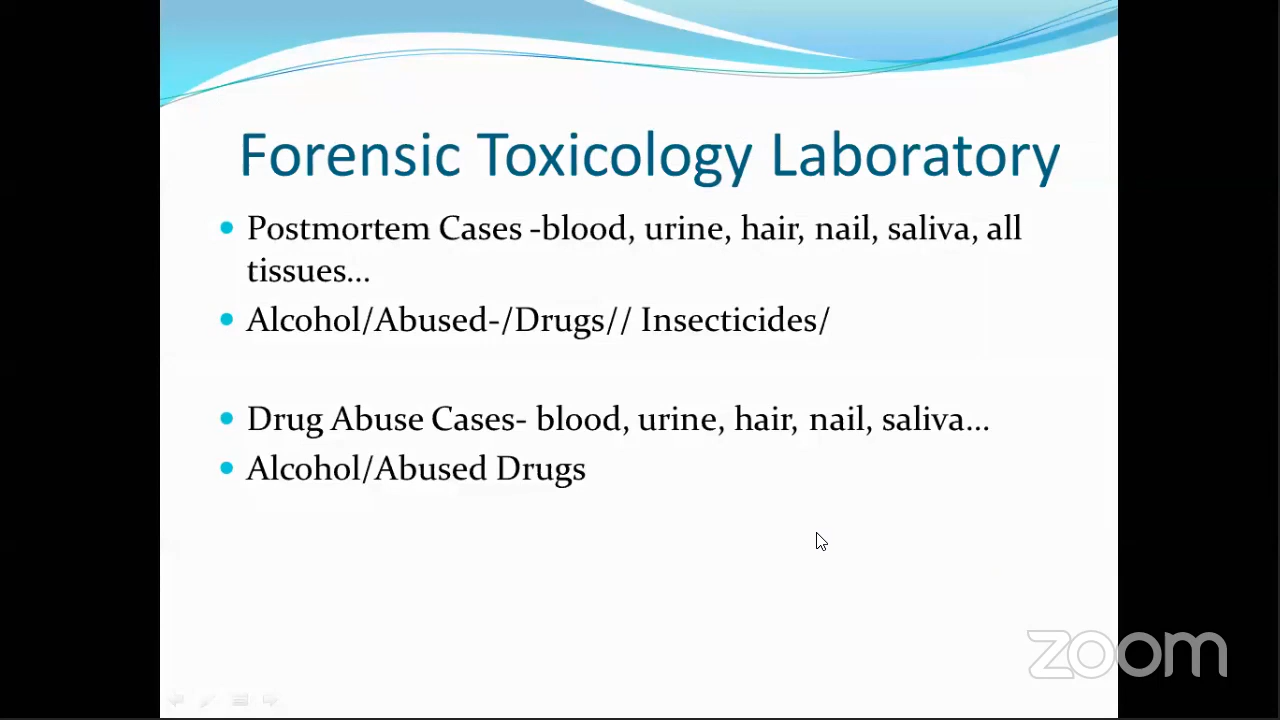 Forensic Toxicology Laboratory
• Postmortem Cases -blood, urine, hair, nail, saliva, all
tissues...
• Alcohol/Abused-/Drugs// Insecticides/
• Drug Abuse Cases- blood, urine, hair, nail, saliva...
• Alcohol/Abused Drugs
zoom